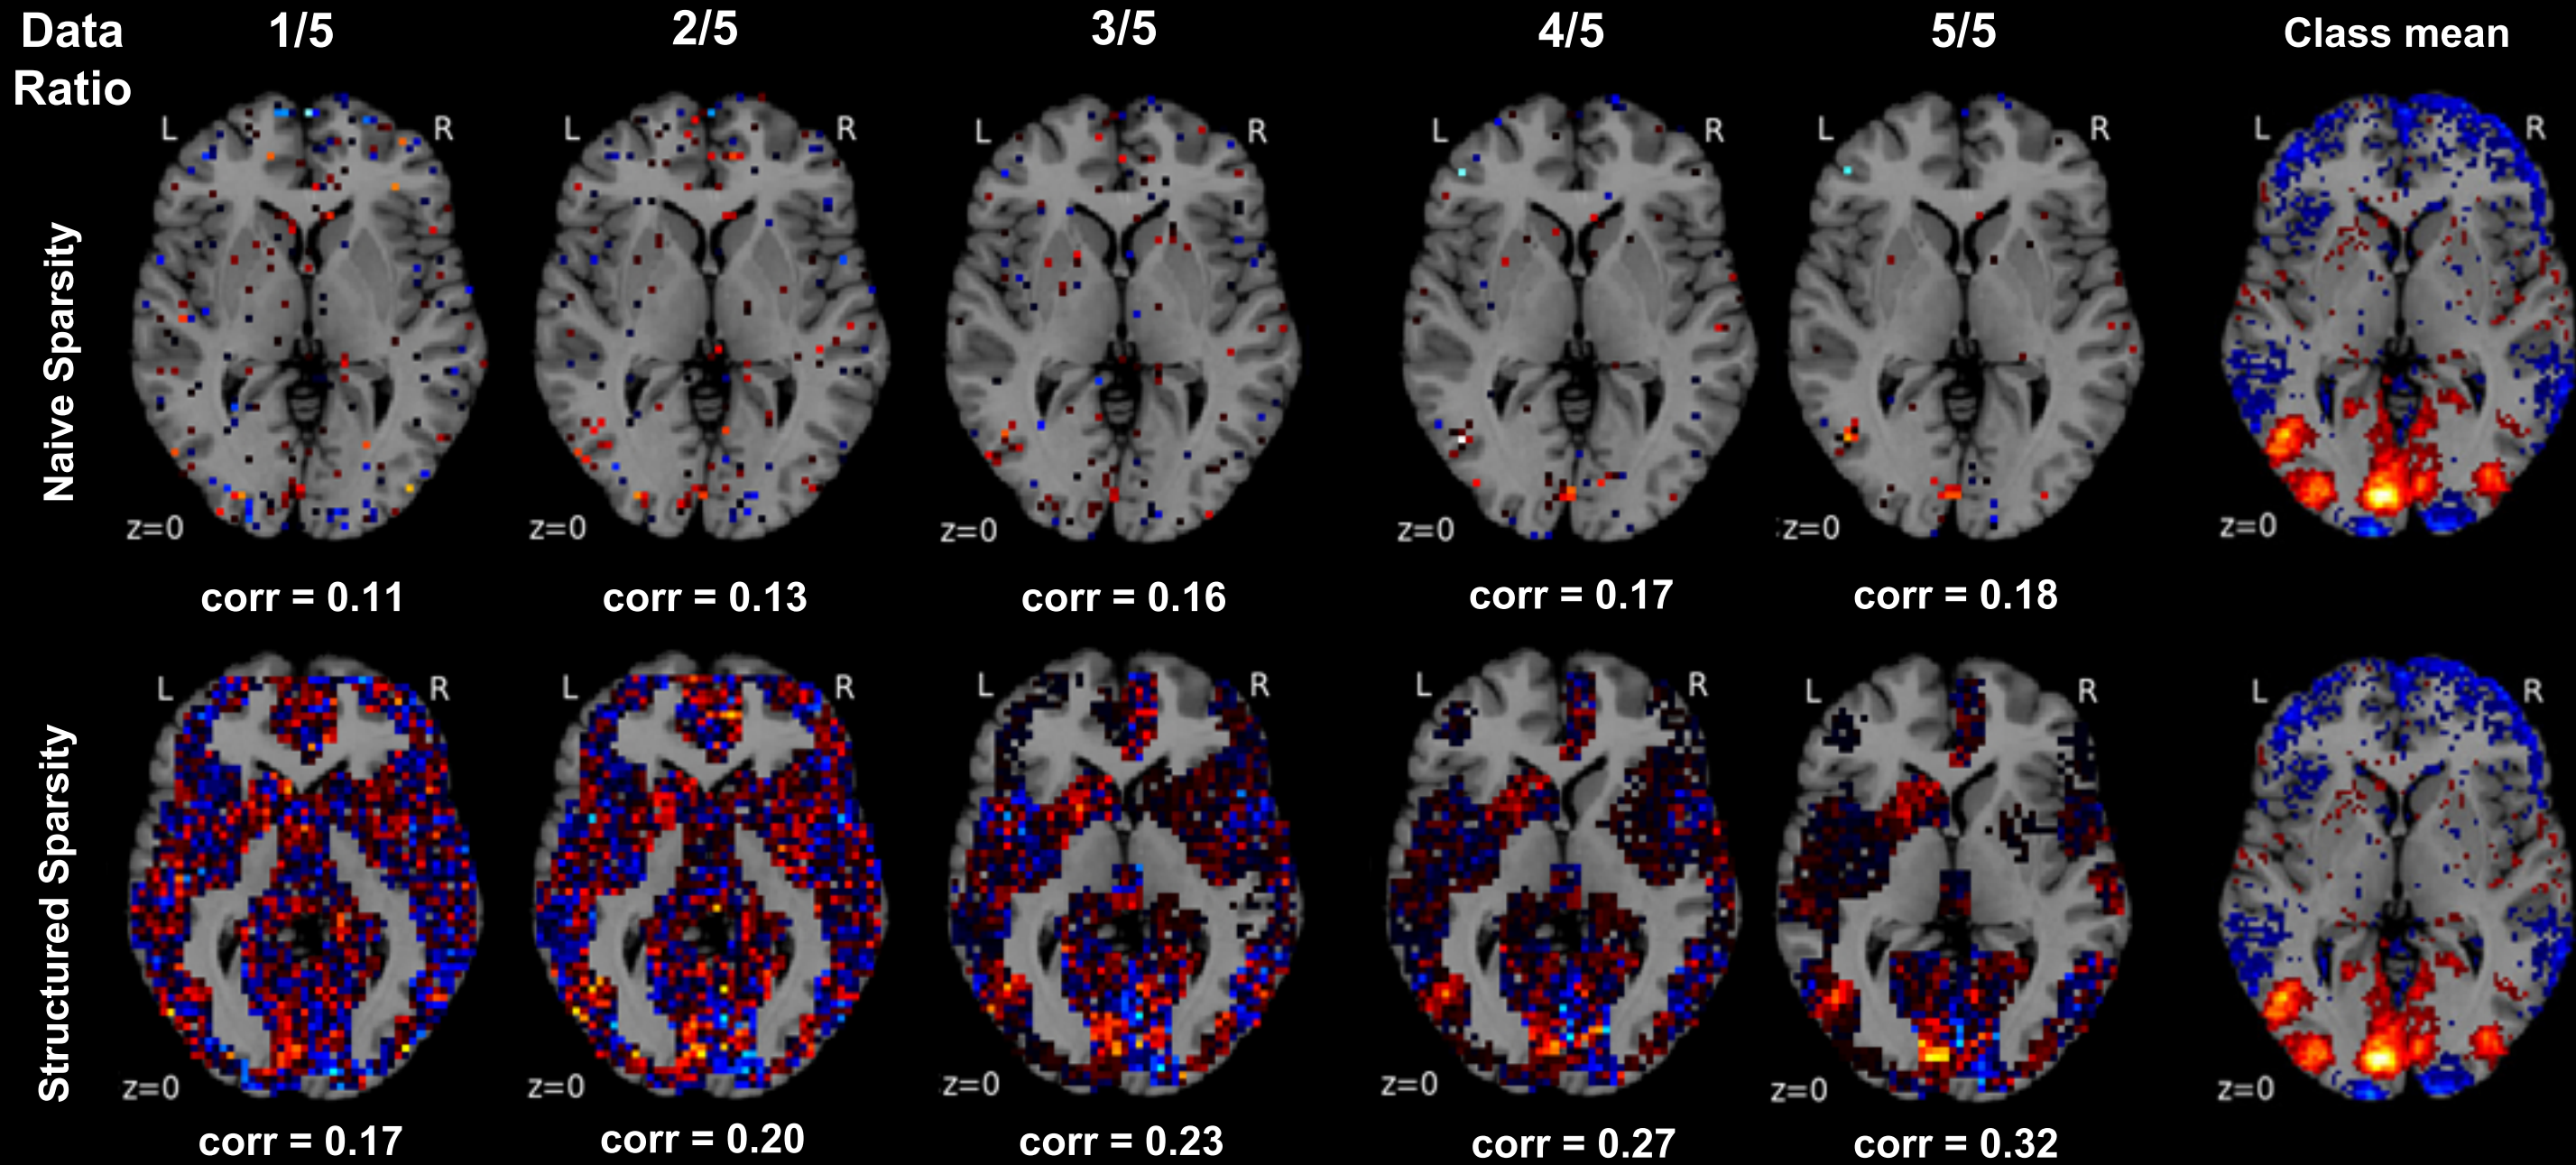 Data Ratio
1/5
2/5
3/5
4/5
5/5
Class mean
Naive Sparsity
L R
L R
L R
L R
L R
L R
z=0
z=0
z=0
z=0
z=0
z=0
corr = 0.11
corr = 0.13
corr = 0.16
corr = 0.17
corr = 0.18
Structured Sparsity
L R
L R
L R
L R
L R
L R
z=0
z=0
z=0
z=0
z=0
z=0
corr = 0.17
corr = 0.20
corr = 0.23
corr = 0.27
corr = 0.32